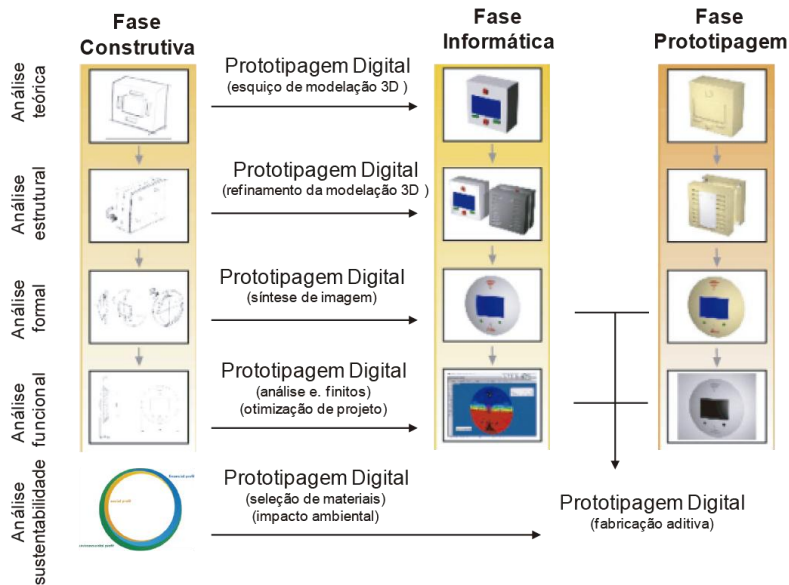 Fase
Construtiva
Fase
Informática
Fase
Prototipagem
Análise
teórica
Prototipagem Digital
(esquiço de modelação 3D )
Análise
estrutural
Prototipagem Digital
(refinamento da modelação 3D )
Análise
formal
Prototipagem Digital
(síntese de imagem)
Análise
funcional
Prototipagem Digital
(análise e. finitos)
(otimização de projeto)
Análise
sustentabilidade
Prototipagem Digital
(seleção de materiais)
(impacto ambiental)
Prototipagem Digital
(fabricação aditiva)